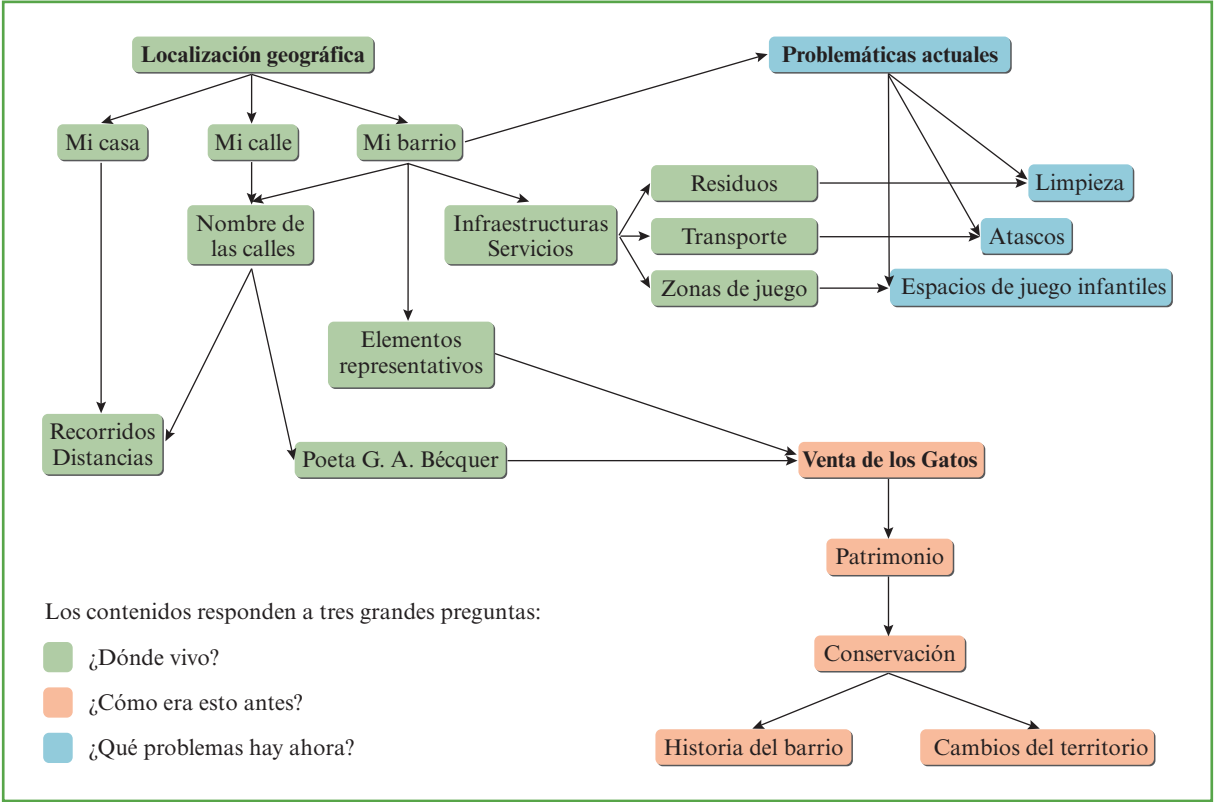 Localización geográfica
Problemáticas actuales
Mi casa
Mi calle
Mi barrio
Residuos
Limpieza
Nombre de
las calles
Infraestructuras
Servicios
Transporte
Atascos
Zonas de juego
Espacios de juego infantiles
Elementos
representativos
Recorridos
Distancias
Poeta G. A. Bécquer
Venta de los Gatos
Patrimonio
Conservación
Historia del barrio
Cambios del territorio
Los contenidos responden a tres grandes preguntas:
¿Dónde vivo?
¿Cómo era esto antes?
¿Qué problemas hay ahora?